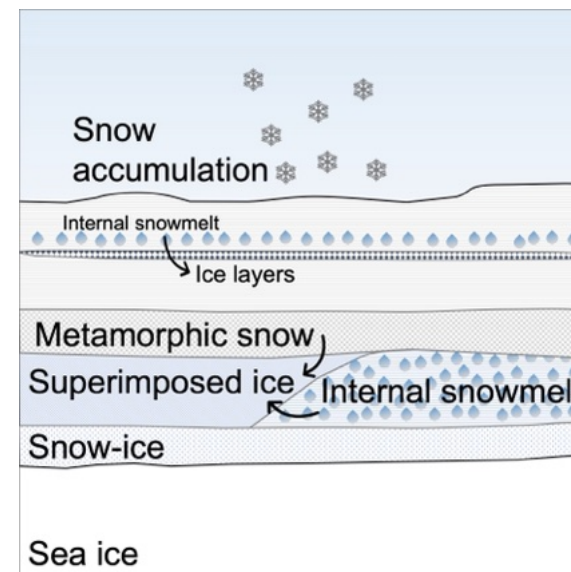 Snow
accumulation
Internal snowmelt
Ice layers
Metamorphic snow
Superimposed ice
Internal snowmel
Snow-ice
Sea ice